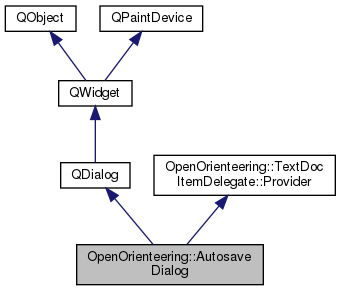 QObject
QPaintDevice
QWidget
QDialog
OpenOrienteering::TextDoc
ItemDelegate::Provider
OpenOrienteering::Autosave
Dialog